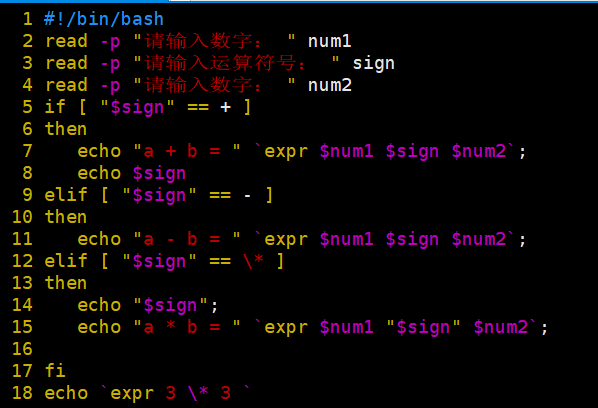 1 #!/bin/bash
2 read -p "请输入数字： " num1
3 read -p "请输入运算符号： " sign
4 read -p "请输入数字： " num2
5 if [ "$sign" == + ]
6 then
7    echo "a + b = " `expr $num1 $sign $num2`;
8    echo $sign
9 elif [ "$sign" == - ]
10 then
11    echo "a - b = " `expr $num1 $sign $num2`;
12 elif [ "$sign" == \* ]
13 then
14    echo "$sign";
15    echo "a * b = " `expr $num1 "$sign" $num2`;
16
17 fi
18 echo `expr 3 \* 3 `